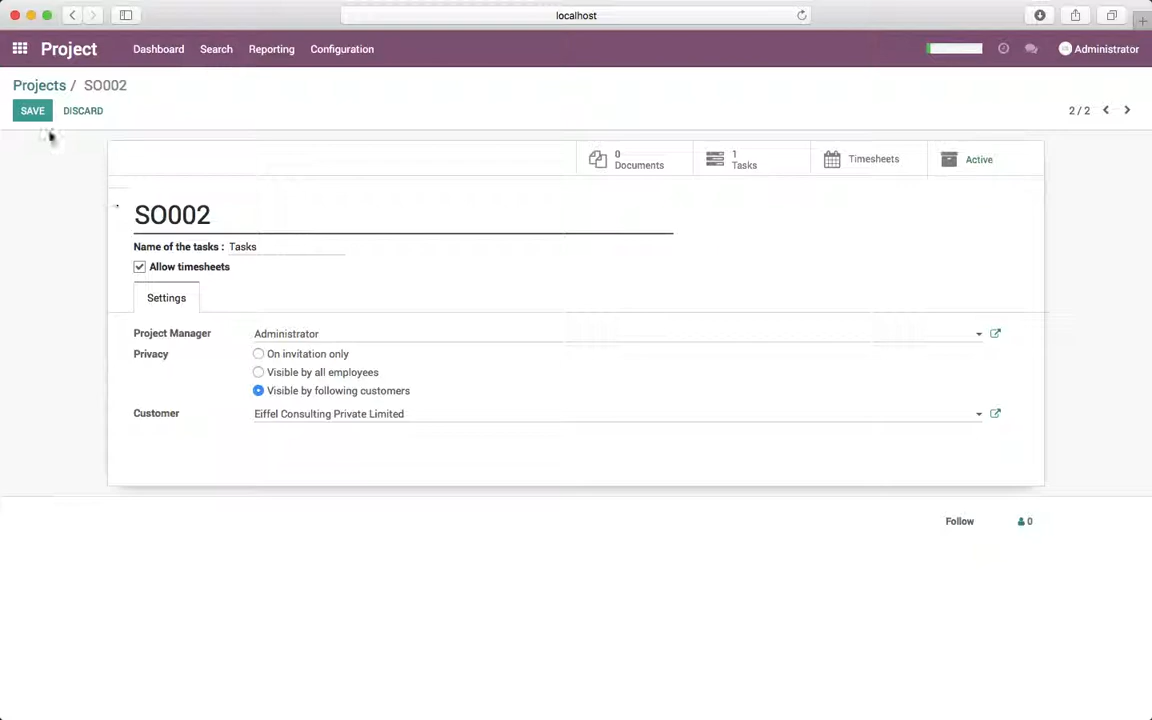 localhost
Project Dashboard Search Reporting Configuration Administrator
Projects / SO002
SAVE DISCARD 2 / 2
0 Documents 1 Tasks Timesheets Active
SO002
Name of the tasks : Tasks
Allow timesheets
Settings
Project Manager Administrator
Privacy On invitation only
Visible by all employees
Visible by following customers
Customer Eiffel Consulting Private Limited
Follow 0